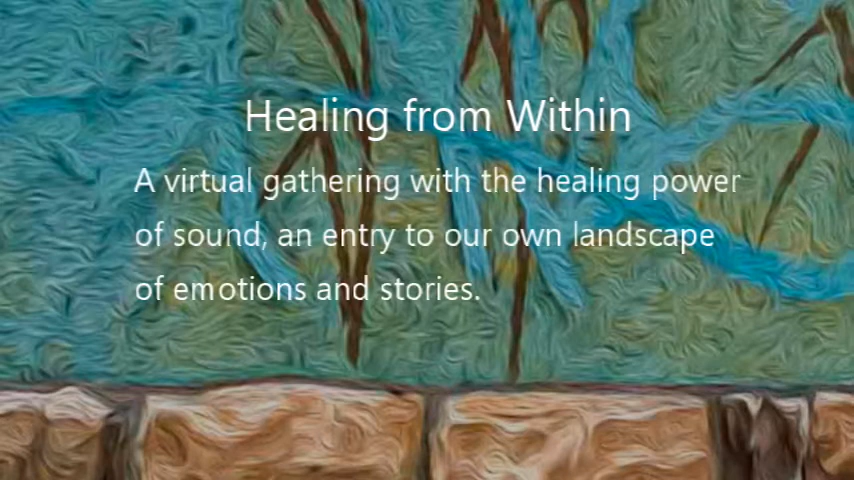 Healing from Within
A virtual gathering with the healing power
of sound, an entry to our own landscape
of emotions and stories.